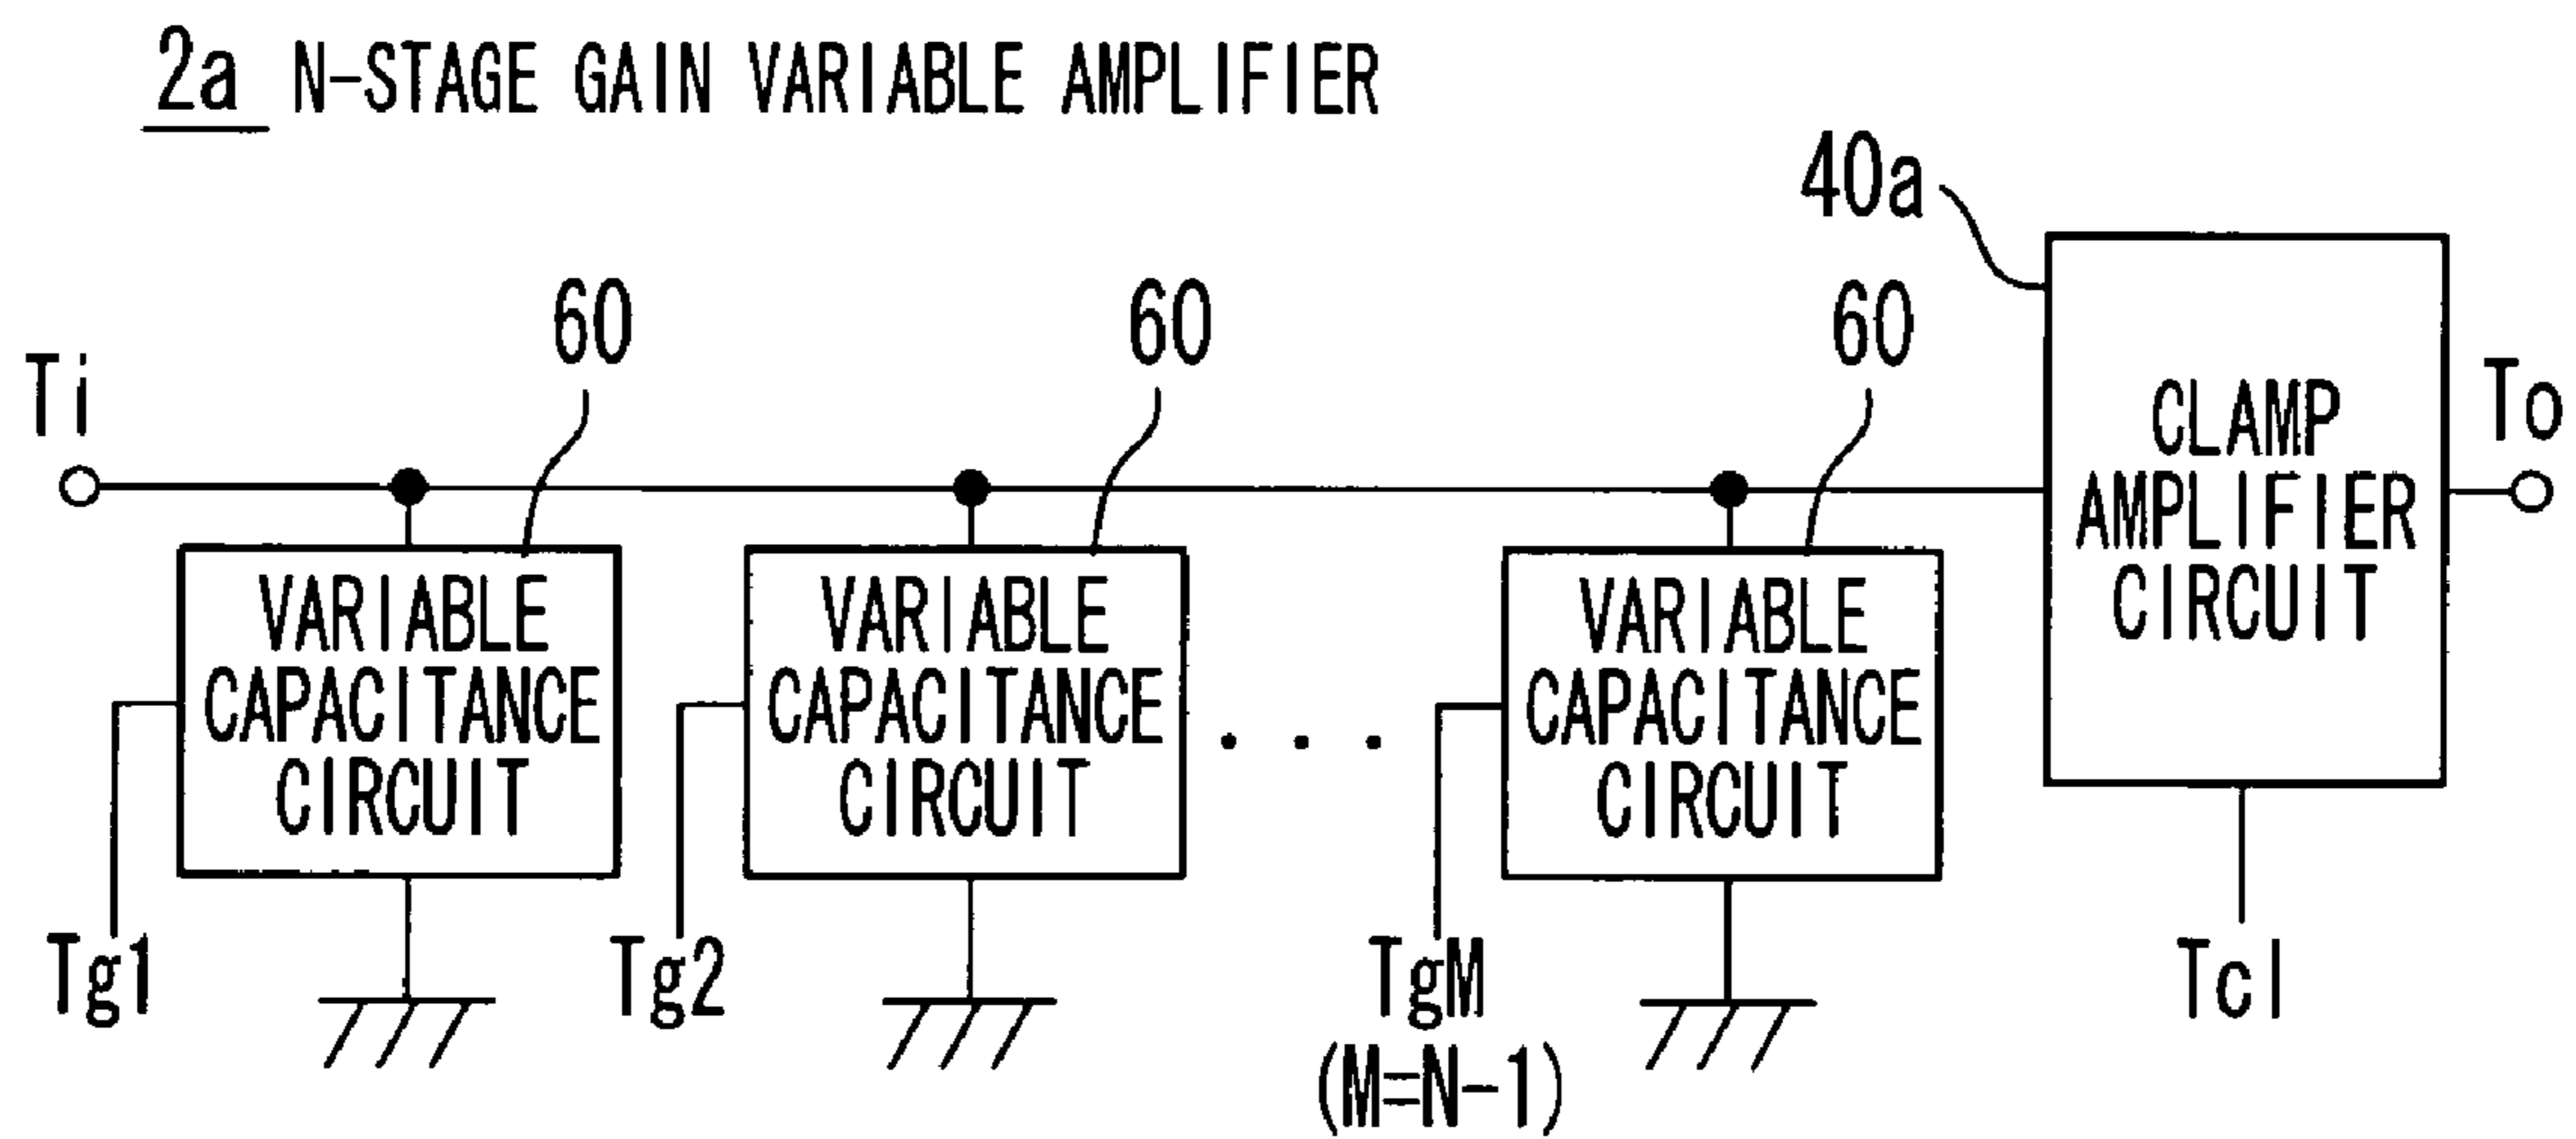 2a N-STAGE GAIN VARIABLE AMPLIFIER
40a
60
60
60
Ti
To
CLAMP
AMPLIFIER
CIRCUIT
VARIABLE
CAPACITANCE
CIRCUIT
VARIABLE
CAPACITANCE
CIRCUIT
. . .
VARIABLE
CAPACITANCE
CIRCUIT
Tg1
Tg2
TgM
(M=N-1)
Tcl